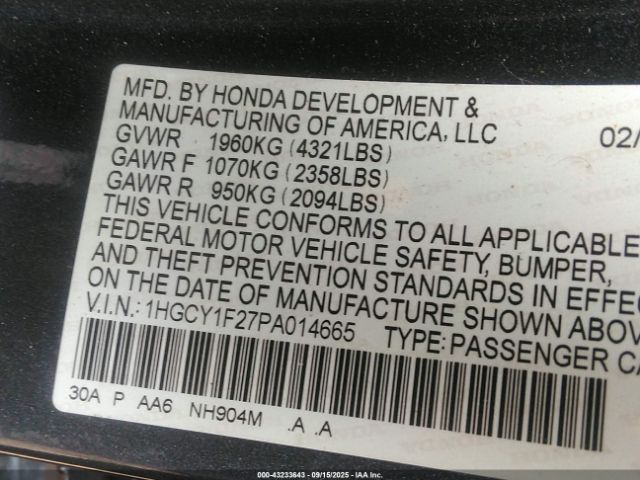 MFD. BY HONDA DEVELOPMENT &
MANUFACTURING OF AMERICA, LLC 02/
GVWR 1960KG (4321LBS)
GAWR F 1070KG (2358LBS)
GAWR R 950KG (2094LBS)
THIS VEHICLE CONFORMS TO ALL APPLICABLE
FEDERAL MOTOR VEHICLE SAFETY, BUMPER,
AND THEFT PREVENTION STANDARDS IN EFFEC
ON THE DATE OF MANUFACTURE SHOWN ABOV
V.I.N.: 1HGCY1F27PA014665 TYPE: PASSENGER CA
30A P AA6 NH904M .A .A
000-43233643 - 09/15/2025 - IAA Inc.